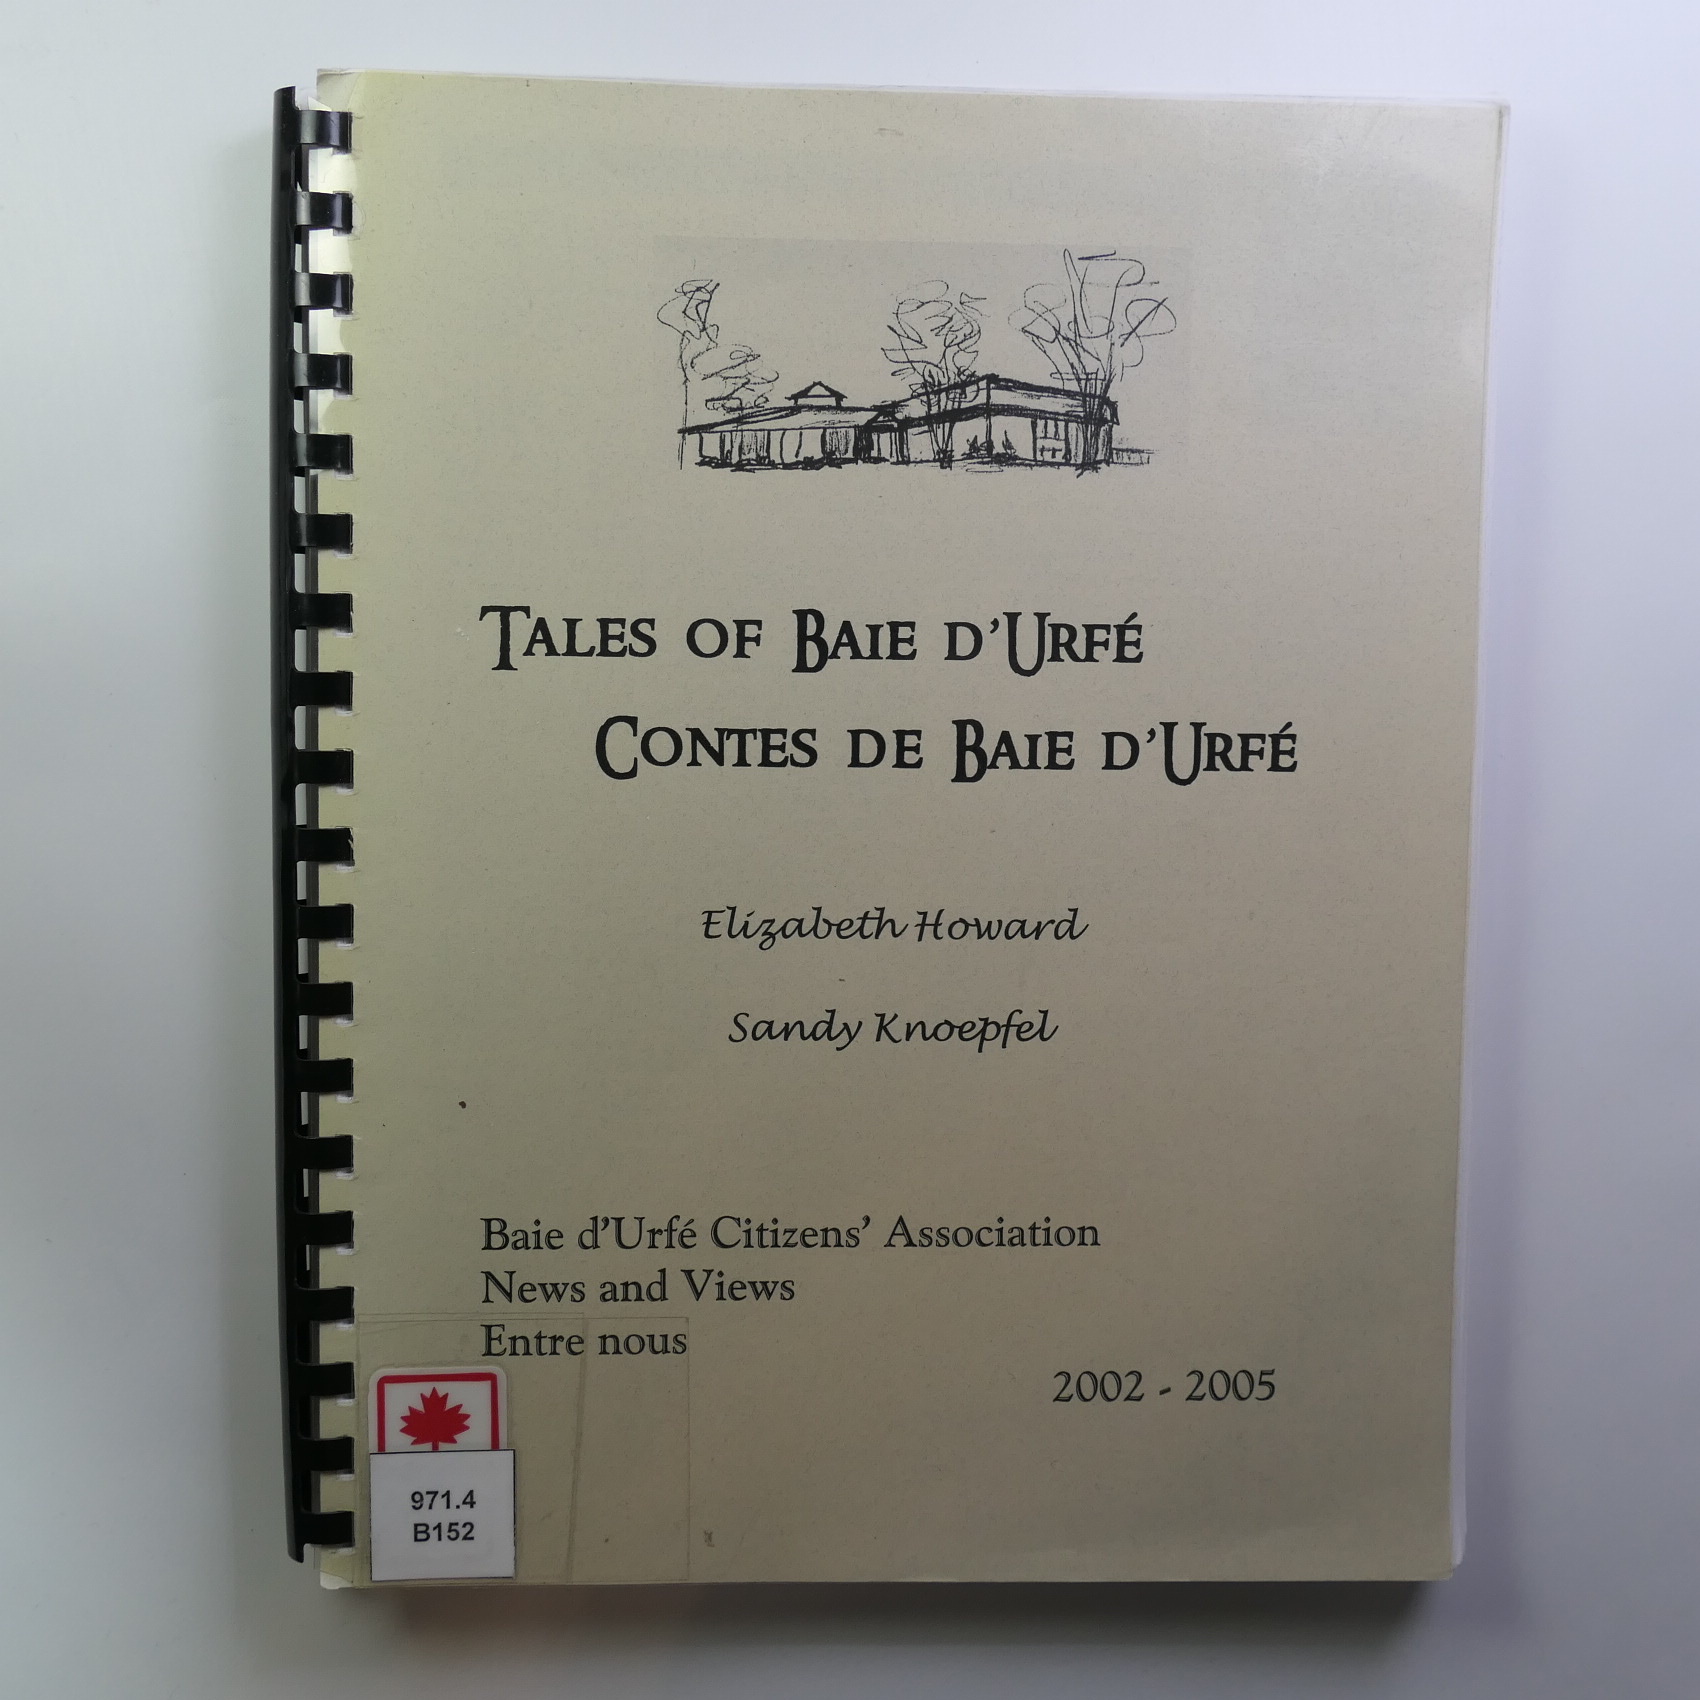 Tales of Baie d'Urfé
Contes de Baie d'Urfé
Elizabeth Howard
Sandy Knoepfel
Baie d'Urfé Citizens' Association
News and Views
Entre nous
2002 - 2005
971.4
B152